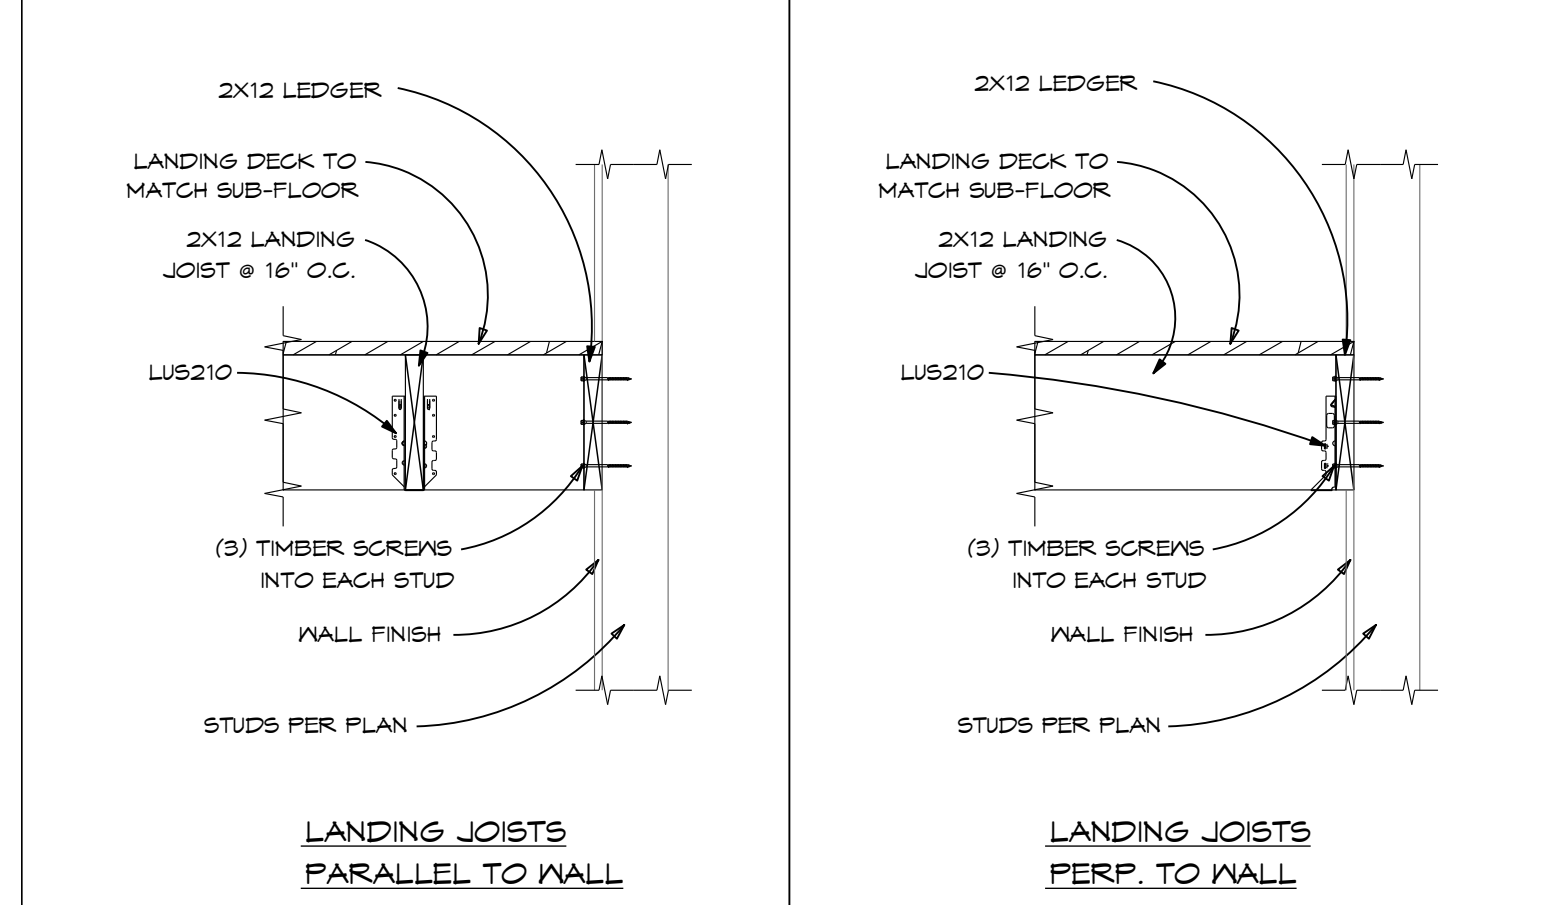 2X12 LEDGER
LANDING DECK TO
MATCH SUB-FLOOR
2X12 LANDING
JOIST @ 16" O.C.
LUS210
(3) TIMBER SCREWS
INTO EACH STUD
WALL FINISH
STUDS PER PLAN
LANDING JOISTS
PARALLEL TO WALL
2X12 LEDGER
LANDING DECK TO
MATCH SUB-FLOOR
2X12 LANDING
JOIST @ 16" O.C.
LUS210
(3) TIMBER SCREWS
INTO EACH STUD
WALL FINISH
STUDS PER PLAN
LANDING JOISTS
PERP. TO WALL